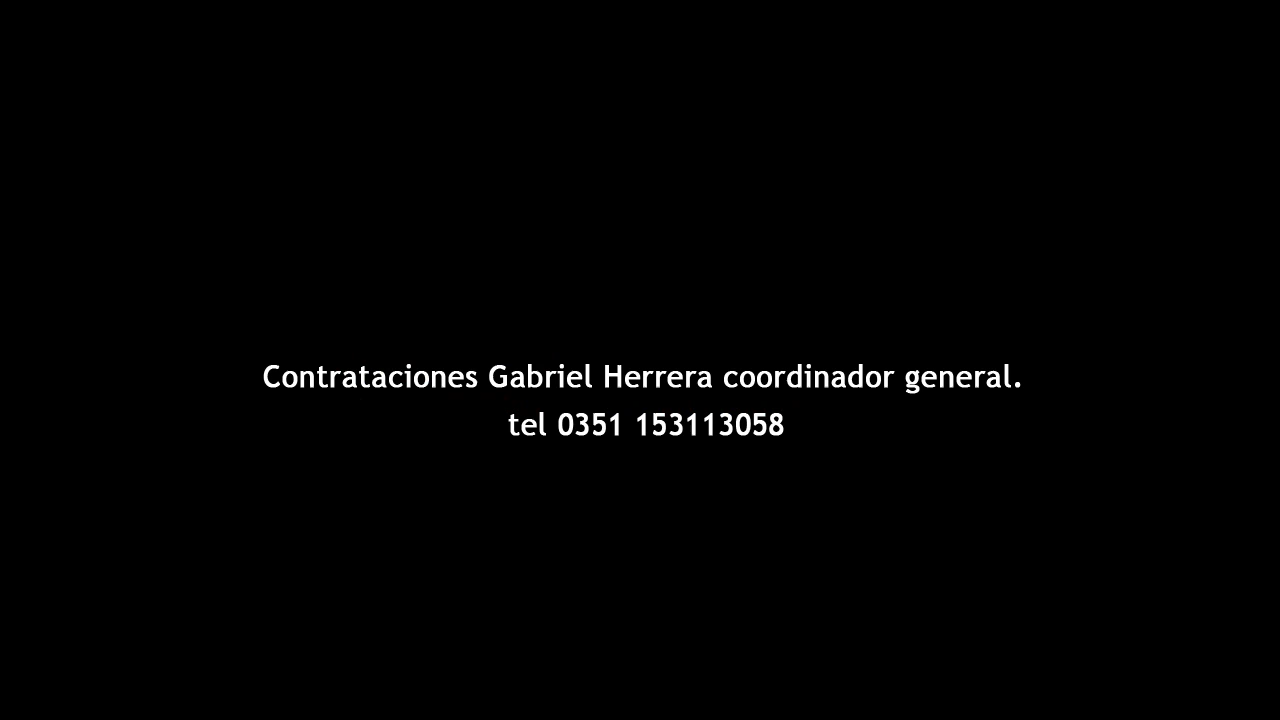 Contrataciones Gabriel Herrera coordinador general.
tel 0351 153113058